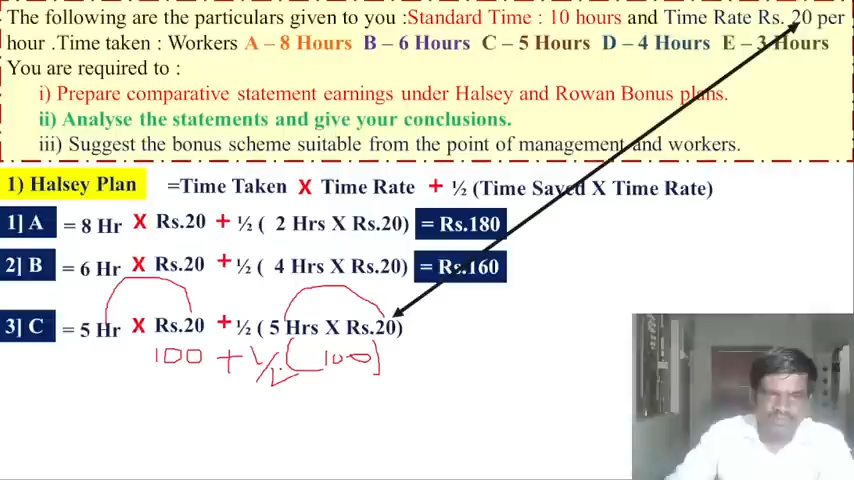 The following are the particulars given to you :Standard Time : 10 hours and Time Rate Rs. 20 per
hour .Time taken : Workers A – 8 Hours B – 6 Hours C – 5 Hours D – 4 Hours E – 3 Hours
You are required to :
i) Prepare comparative statement earnings under Halsey and Rowan Bonus plans.
ii) Analyse the statements and give your conclusions.
iii) Suggest the bonus scheme suitable from the point of management and workers.
1) Halsey Plan =Time Taken X Time Rate + ½ (Time Saved X Time Rate)
1] A = 8 Hr X Rs.20 + ½ ( 2 Hrs X Rs.20) = Rs.180
2] B = 6 Hr X Rs.20 + ½ ( 4 Hrs X Rs.20) = Rs.160
3] C = 5 Hr X Rs.20 + ½ ( 5 Hrs X Rs.20)
100 + 1/2 ( 100 )